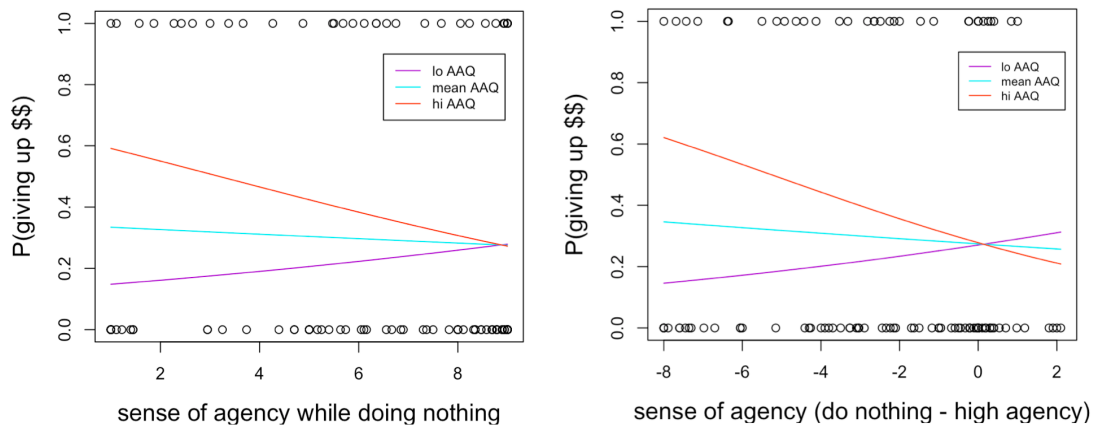 P(giving up $$)
1.0
0.8
0.6
0.4
0.2
0.0
lo AAQ
mean AAQ
hi AAQ
2 4 6 8
sense of agency while doing nothing
P(giving up $$)
1.0
0.8
0.6
0.4
0.2
0.0
lo AAQ
mean AAQ
hi AAQ
-8 -6 -4 -2 0 2
sense of agency (do nothing - high agency)